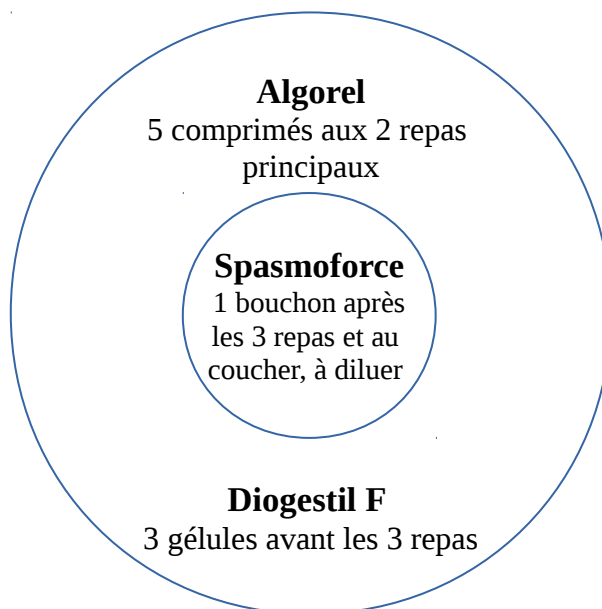 Algorel
5 comprimés aux 2 repas
principaux
Spasmoforce
1 bouchon après
les 3 repas et au
coucher, à diluer
Diogestil F
3 gélules avant les 3 repas